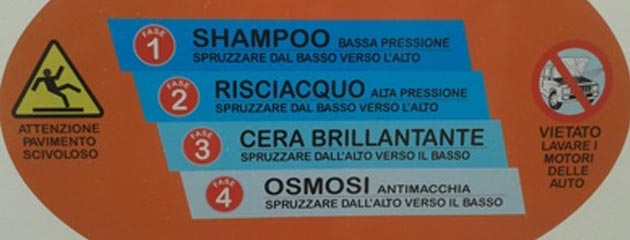 FASE
1
SHAMPOO BASSA PRESSIONE
SPRUZZARE DAL BASSO VERSO L'ALTO
FASE
2
RISCIACQUO ALTA PRESSIONE
SPRUZZARE DAL BASSO VERSO L'ALTO
FASE
3
CERA BRILLANTANTE
SPRUZZARE DALL'ALTO VERSO IL BASSO
FASE
4
OSMOSI ANTIMACCHIA
SPRUZZARE DALL'ALTO VERSO IL BASSO
ATTENZIONE
PAVIMENTO
SCIVOLOSO
VIETATO
LAVARE I
MOTORI
DELLE
AUTO